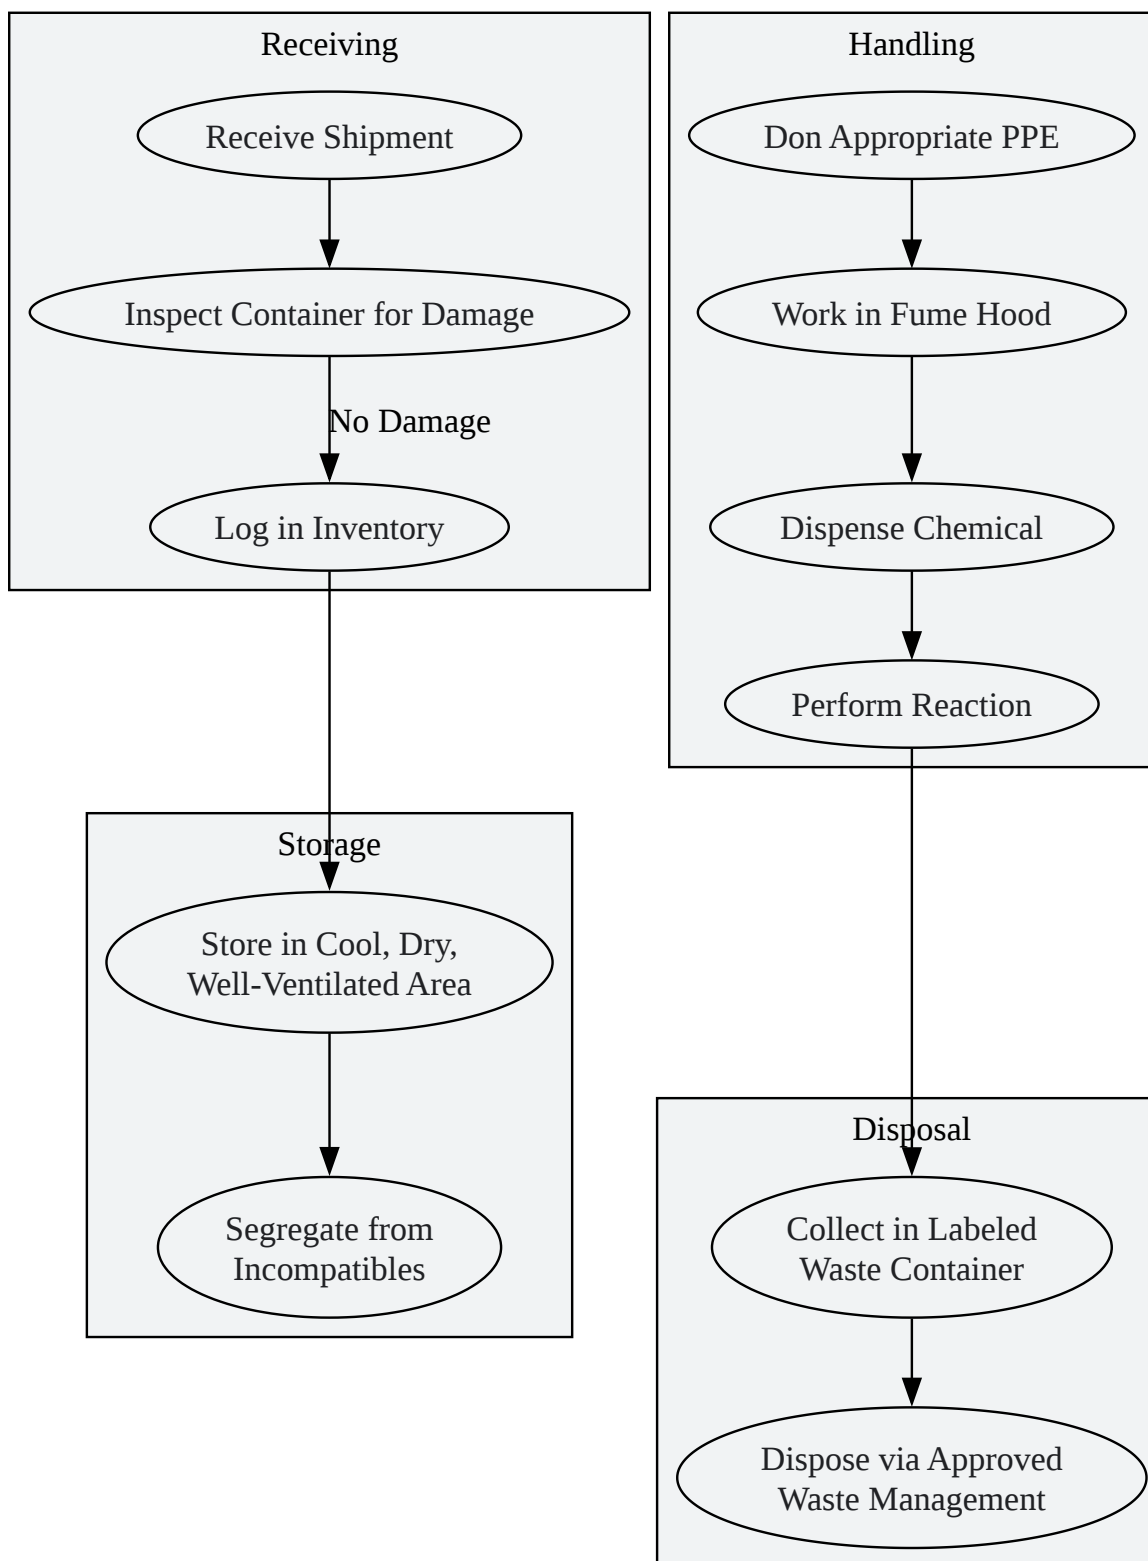 Receiving
Receive Shipment
Inspect Container for Damage
No Damage
Log in Inventory
Handling
Don Appropriate PPE
Work in Fume Hood
Dispense Chemical
Perform Reaction
Storage
Store in Cool, Dry,
Well-Ventilated Area
Segregate from
Incompatibles
Disposal
Collect in Labeled
Waste Container
Dispose via Approved
Waste Management